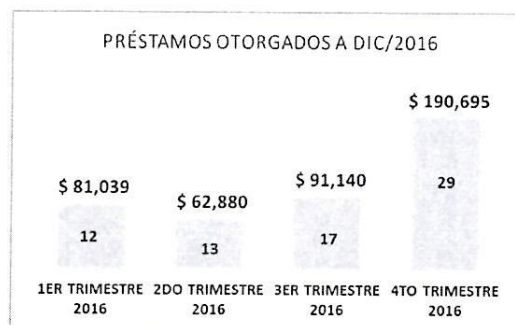 PRÉSTAMOS OTORGADOS A DIC/2016
$ 190,695
$ 81,039
$ 62,880
$ 91,140
29
12
13
17
1ER TRIMESTRE 2016
2DO TRIMESTRE 2016
3ER TRIMESTRE 2016
4TO TRIMESTRE 2016